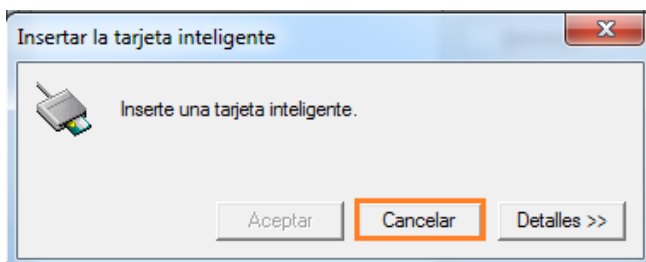 Insertar la tarjeta inteligente
Inserte una tarjeta inteligente.
Aceptar
Cancelar
Detalles >>